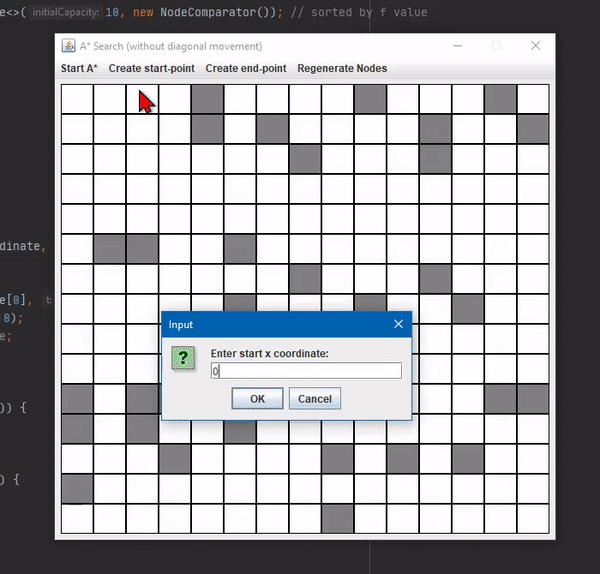 e<>( initialCapacity: 10, new NodeComparator()); // sorted by f value
A* Search (without diagonal movement)
Start A* Create start-point Create end-point Regenerate Nodes
dinate,
e[0], t
0);
e;
)) {
) {
Input
?
Enter start x coordinate:
0
OK Cancel